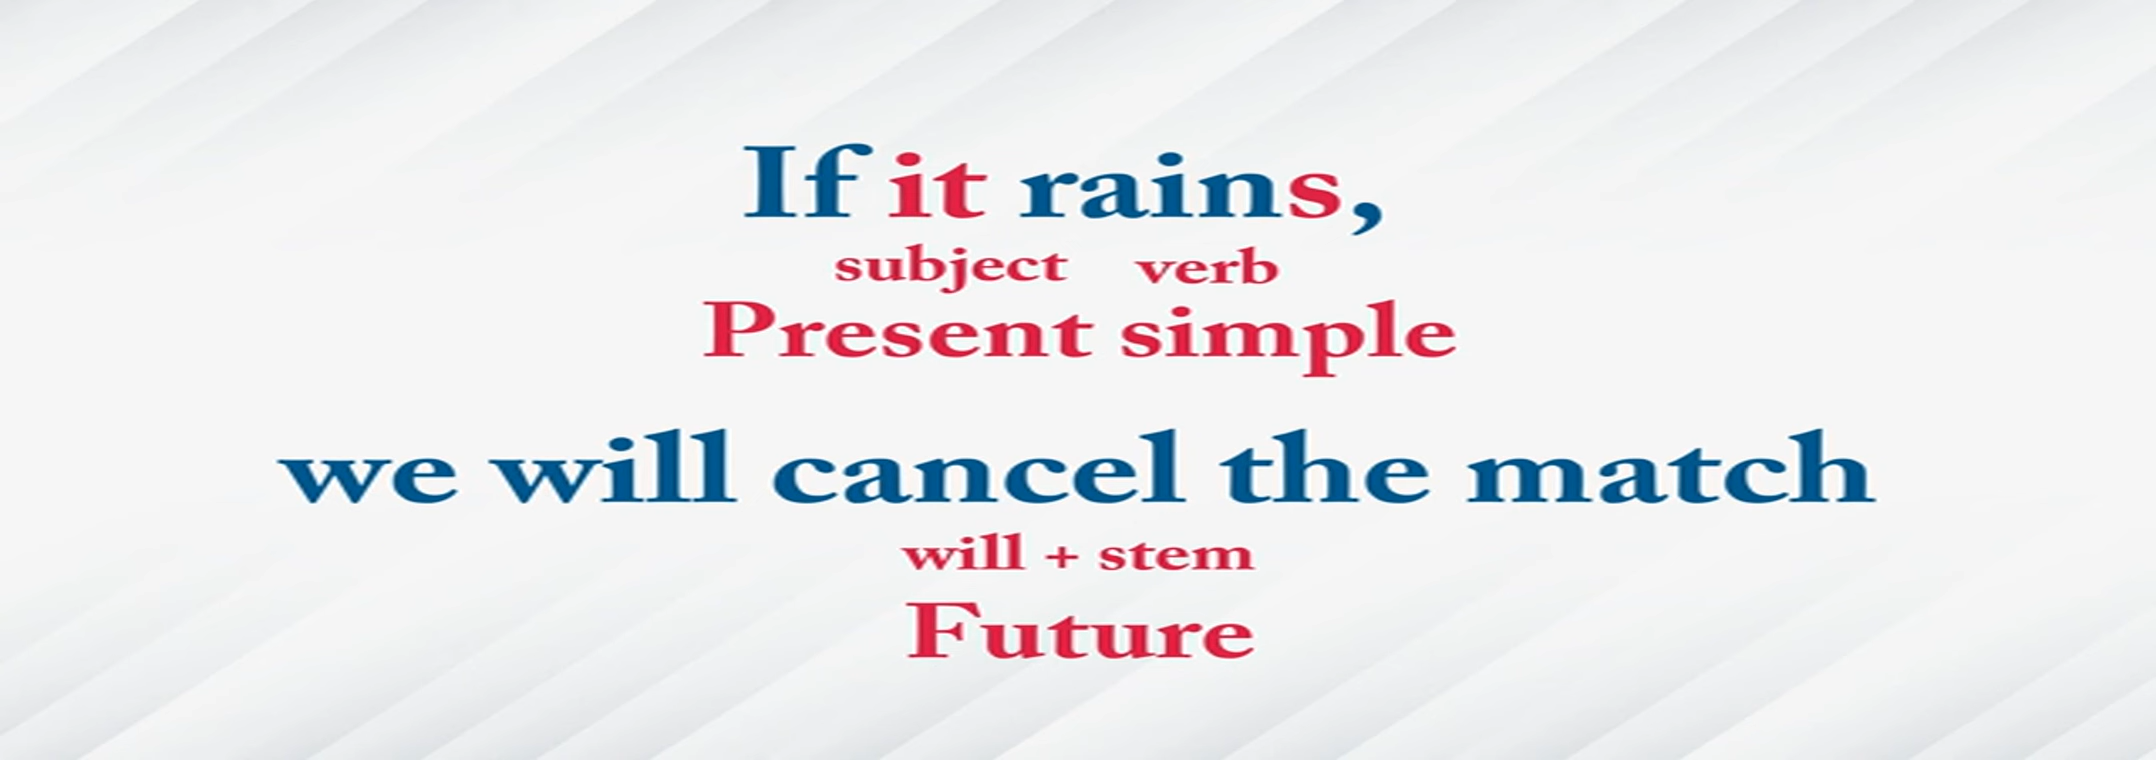 If it rains,
subject verb
Present simple
we will cancel the match
will + stem
Future